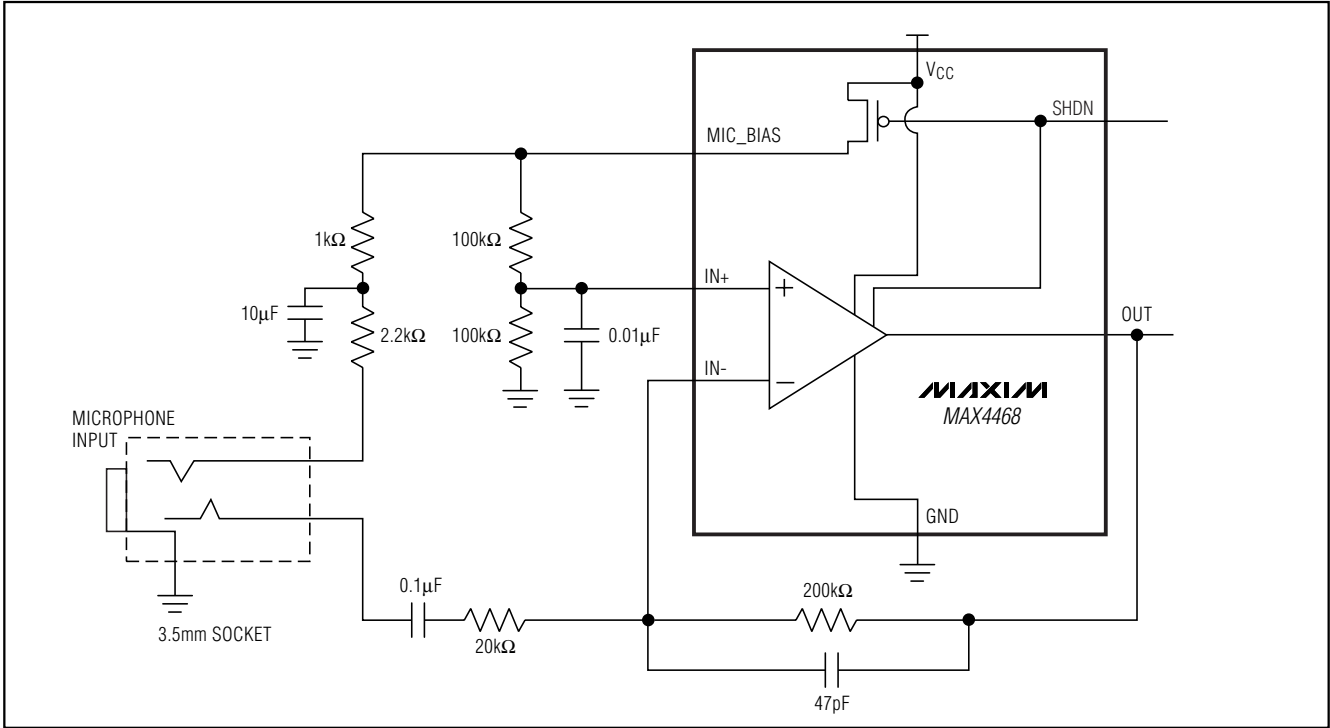 VCC
SHDN
MIC_BIAS
1kΩ
100kΩ
IN+
+
10µF
2.2kΩ
100kΩ
0.01µF
OUT
IN-
−
MAXIM
MAX4468
MICROPHONE
INPUT
GND
0.1µF
200kΩ
3.5mm SOCKET
20kΩ
47pF